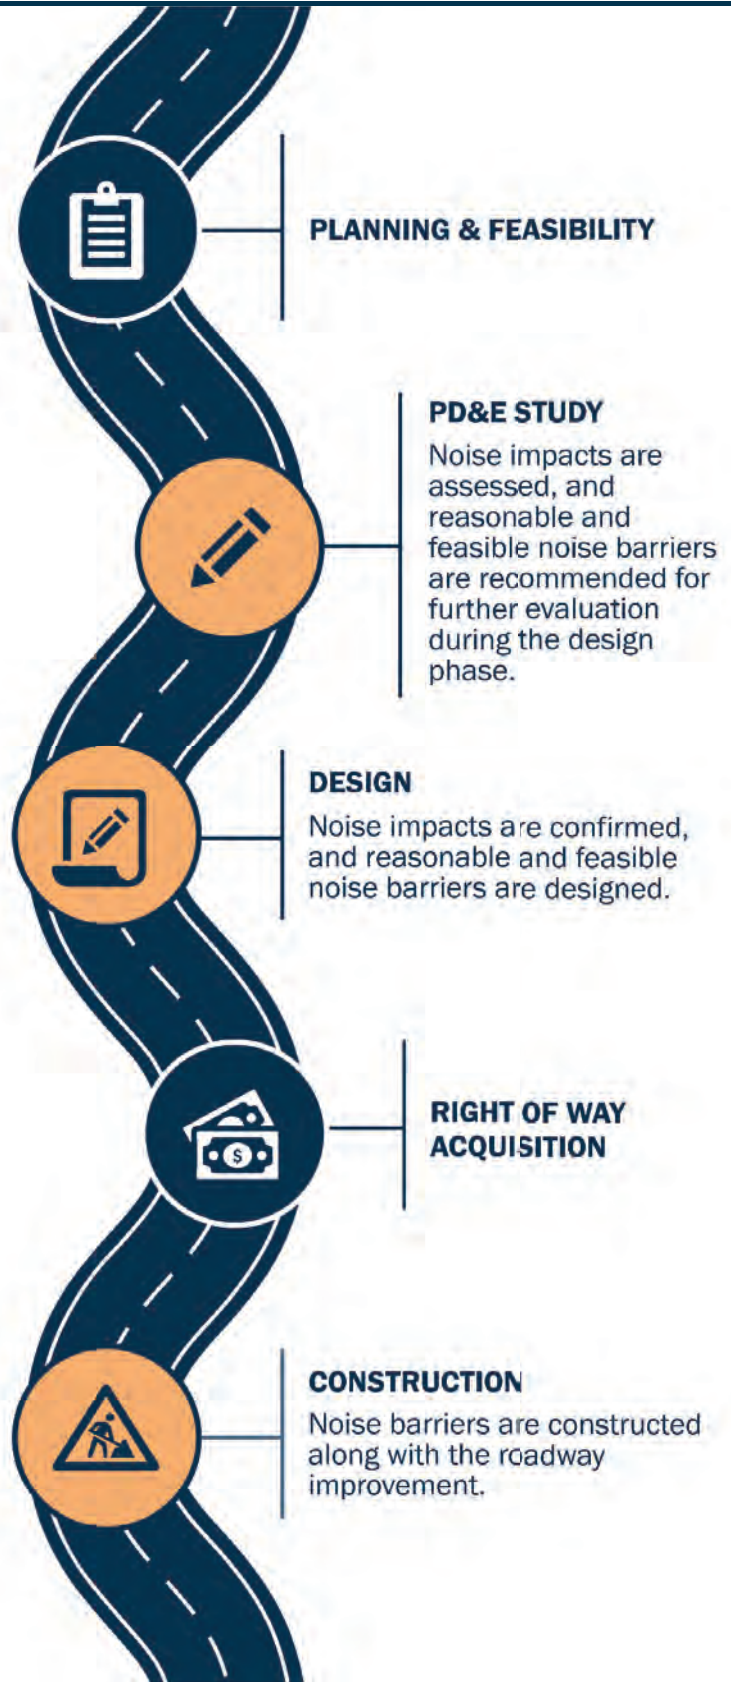 PLANNING & FEASIBILITY
PD&E STUDY
Noise impacts are
assessed, and
reasonable and
feasible noise barriers
are recommended for
further evaluation
during the design
phase.
DESIGN
Noise impacts are confirmed,
and reasonable and feasible
noise barriers are designed.
$
RIGHT OF WAY
ACQUISITION
CONSTRUCTION
Noise barriers are constructed
along with the roadway
improvement.